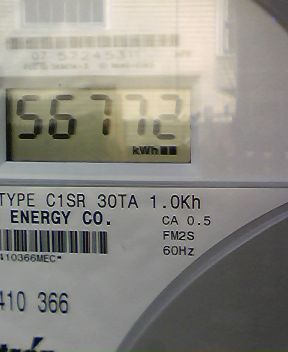 56772
kWh
TYPE C1SR 30TA 1.0Kh
ENERGY CO.
CA 0.5
FM2S
60Hz
410366MEC*
410 366